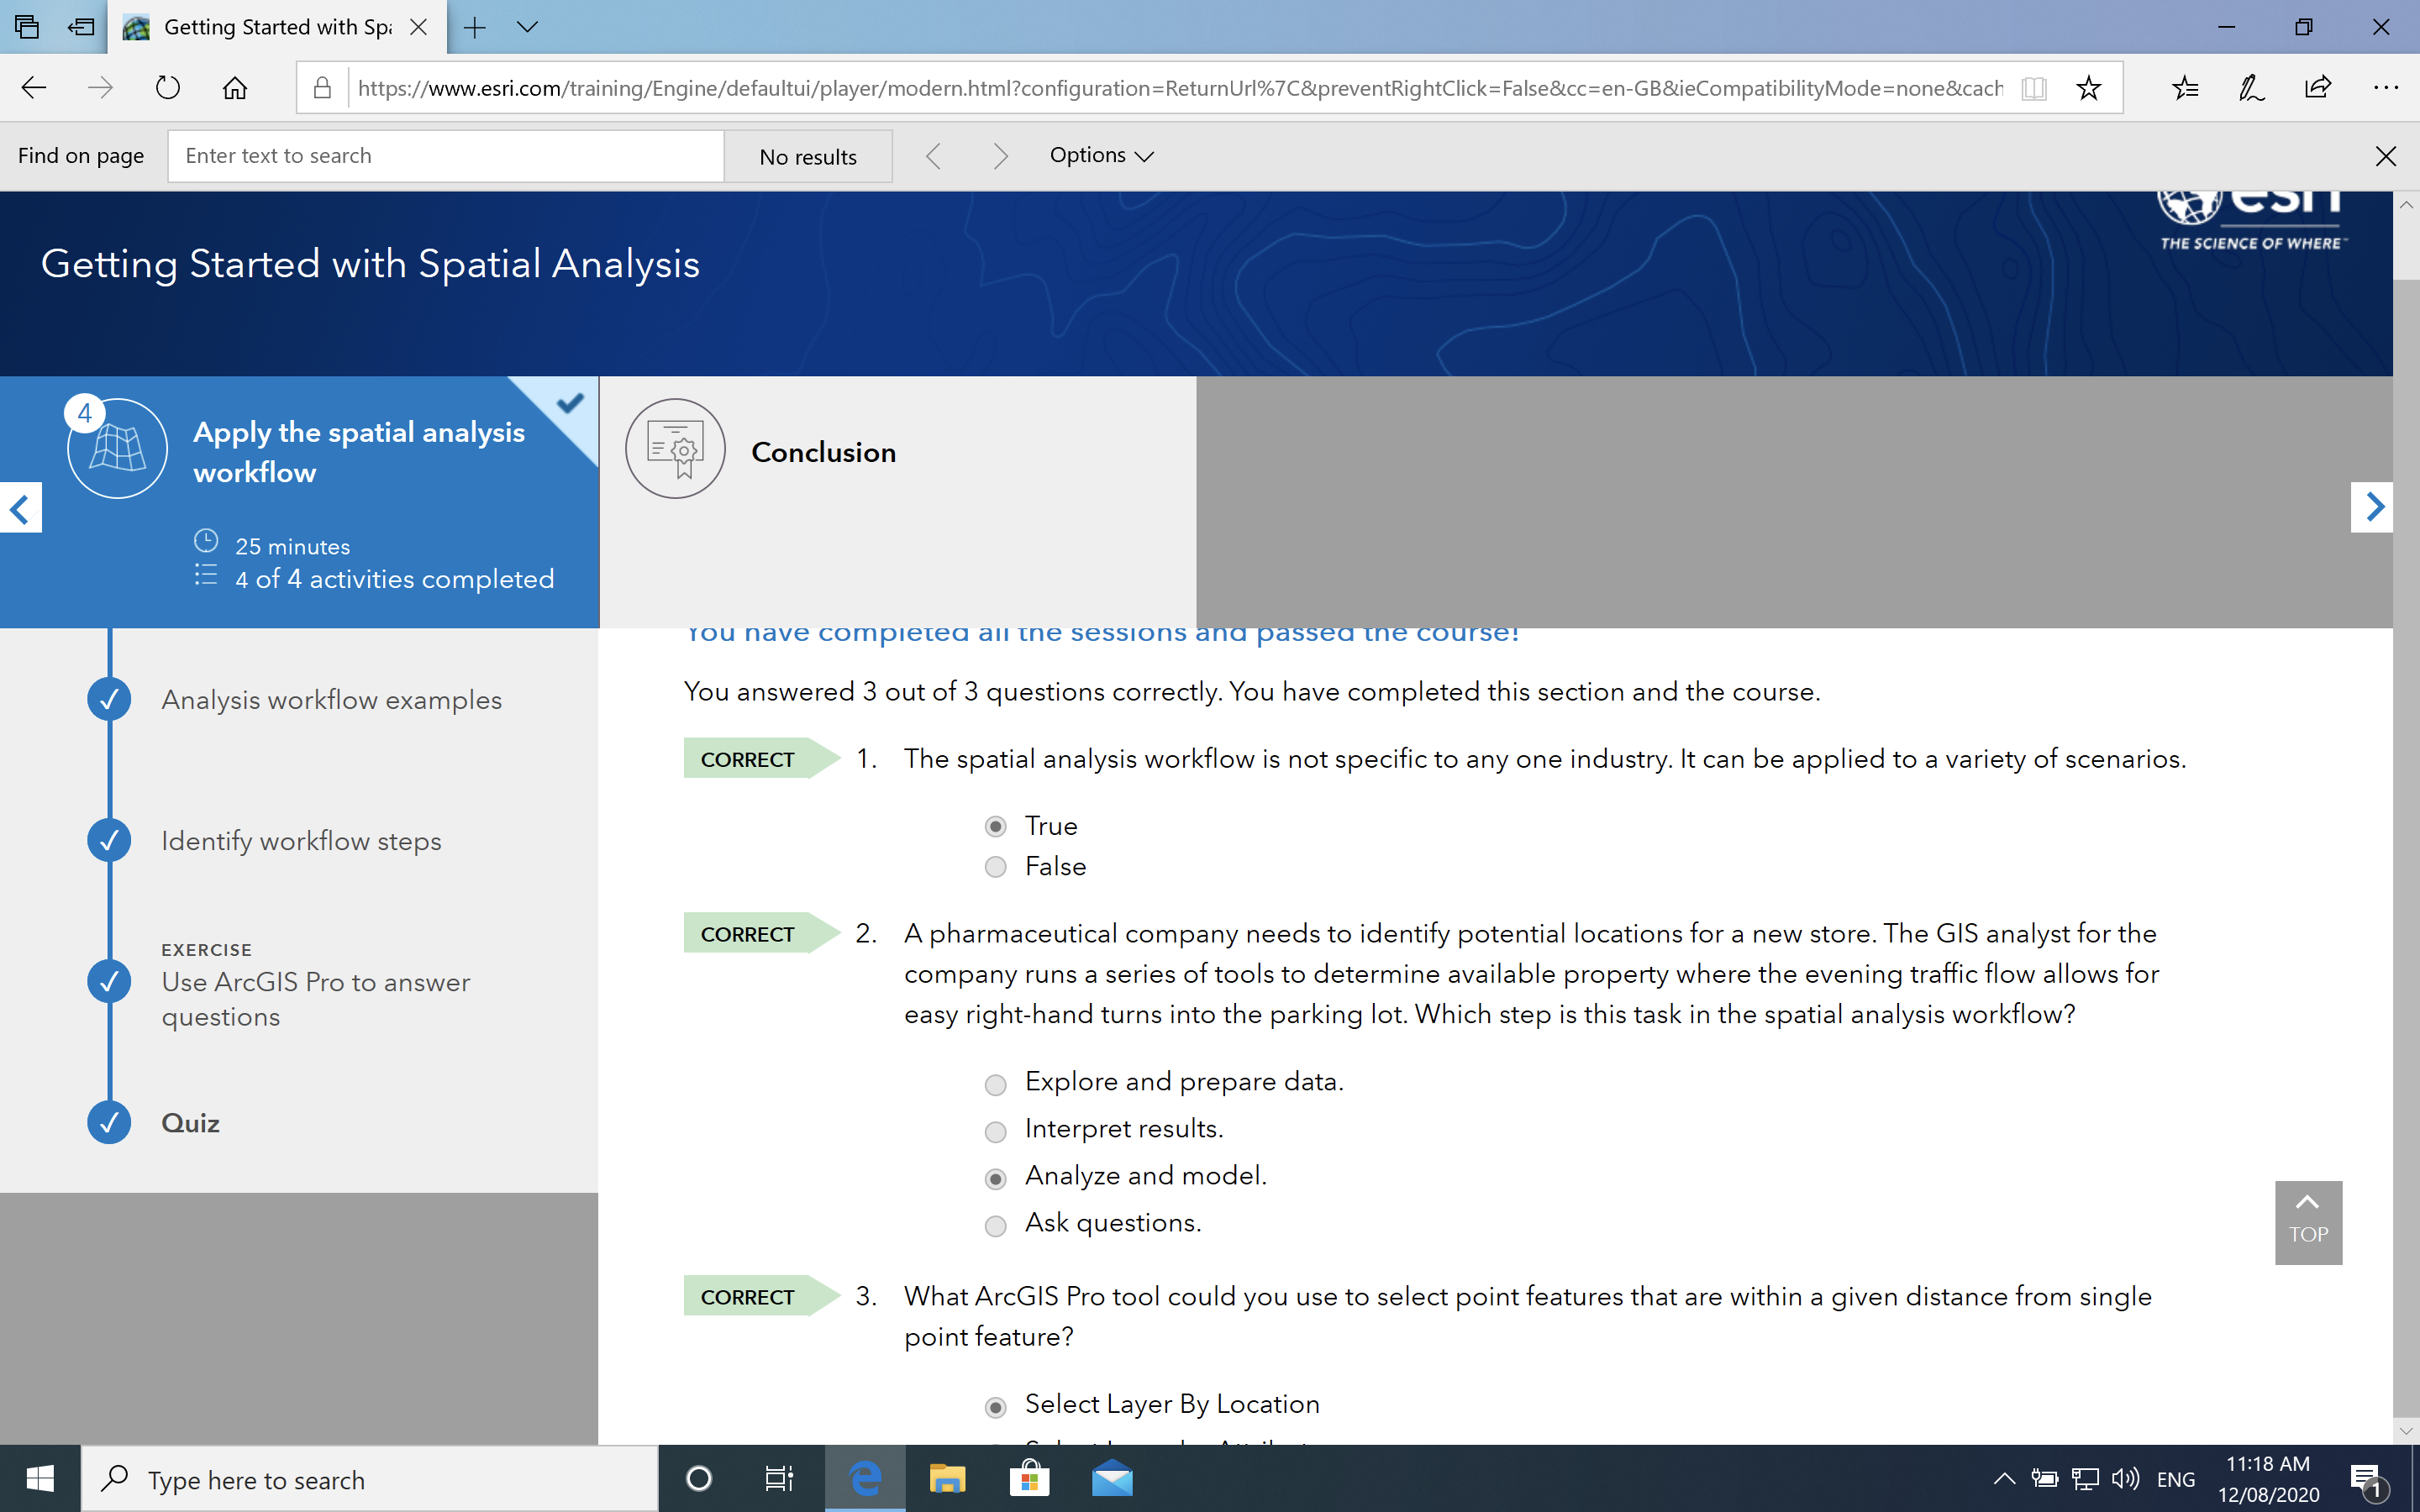 Getting Started with Spa
https://www.esri.com/training/Engine/defaultui/player/modern.html?configuration=ReturnUrl%7C&preventRightClick=False&cc=en-GB&ieCompatibilityMode=none&cach
Find on page
Enter text to search
No results
Options
esri
THE SCIENCE OF WHERE
Getting Started with Spatial Analysis
4
Apply the spatial analysis
workflow
25 minutes
4 of 4 activities completed
Conclusion
Analysis workflow examples
Identify workflow steps
EXERCISE
Use ArcGIS Pro to answer
questions
Quiz
You have completed all the sessions and passed the course!
You answered 3 out of 3 questions correctly. You have completed this section and the course.
CORRECT 1. The spatial analysis workflow is not specific to any one industry. It can be applied to a variety of scenarios.
True
False
CORRECT 2. A pharmaceutical company needs to identify potential locations for a new store. The GIS analyst for the
company runs a series of tools to determine available property where the evening traffic flow allows for
easy right-hand turns into the parking lot. Which step is this task in the spatial analysis workflow?
Explore and prepare data.
Interpret results.
Analyze and model.
Ask questions.
TOP
CORRECT 3. What ArcGIS Pro tool could you use to select point features that are within a given distance from single
point feature?
Select Layer By Location
Type here to search
ENG
11:18 AM
12/08/2020
1